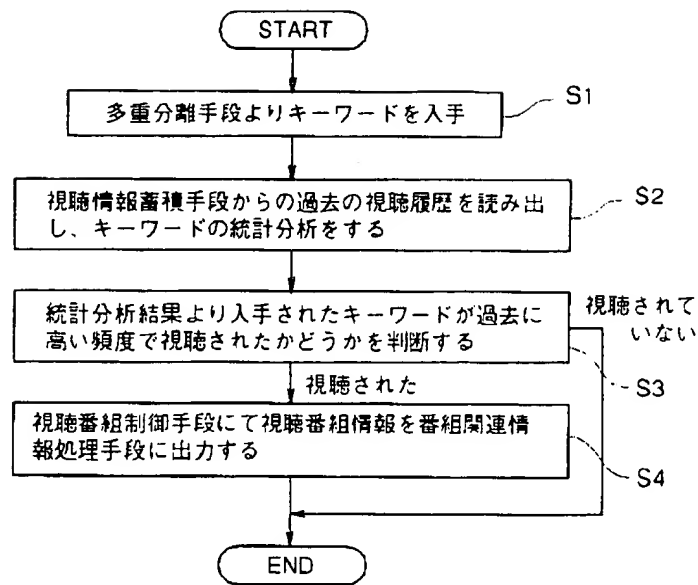 START
多重分離手段よりキーワードを入手
S1
視聴情報蓄積手段からの過去の視聴履歴を読み出
し、キーワードの統計分析をする
S2
統計分析結果より入手されたキーワードが過去に
高い頻度で視聴されたかどうかを判断する
視聴されて
いない
S3
視聴された
視聴番組制御手段にて視聴番組情報を番組関連情
報処理手段に出力する
S4
END